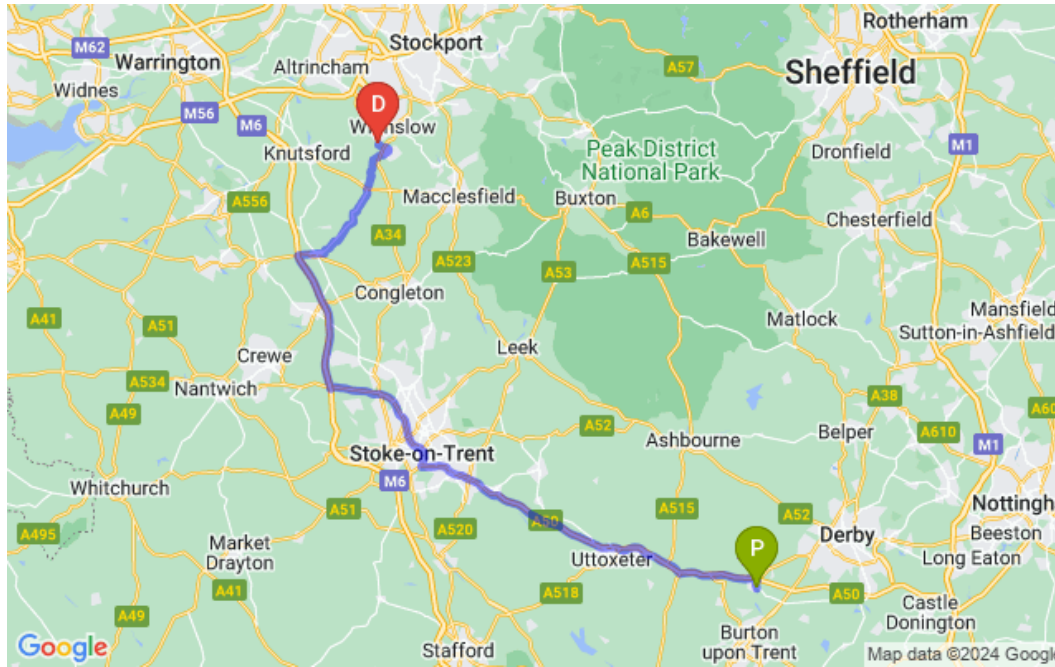 Rotherham
M62
Stockport
Warrington
Altrincham
A57
Sheffield
Widnes
D
M56
M6
Wilmslow
Knutsford
Peak District
National Park
Dronfield
M1
Macclesfield
Buxton
A556
A6
Chesterfield
A34
Bakewell
A523
A53
A515
Congleton
Mansfield
A41
A51
Matlock
Sutton-in-Ashfield
Crewe
Leek
A534
Nantwich
A38
A49
A60
A52
Ashbourne
Belper
A610
M1
Stoke-on-Trent
Whitchurch
M6
Nottingh
A51
A515
A52
A495
A520
A50
P
Derby
Beeston
Market
Drayton
Uttoxeter
Long Eaton
A41
A518
A50
Castle
Donington
Burton
upon Trent
Stafford
Google
Map data ©2024 Google